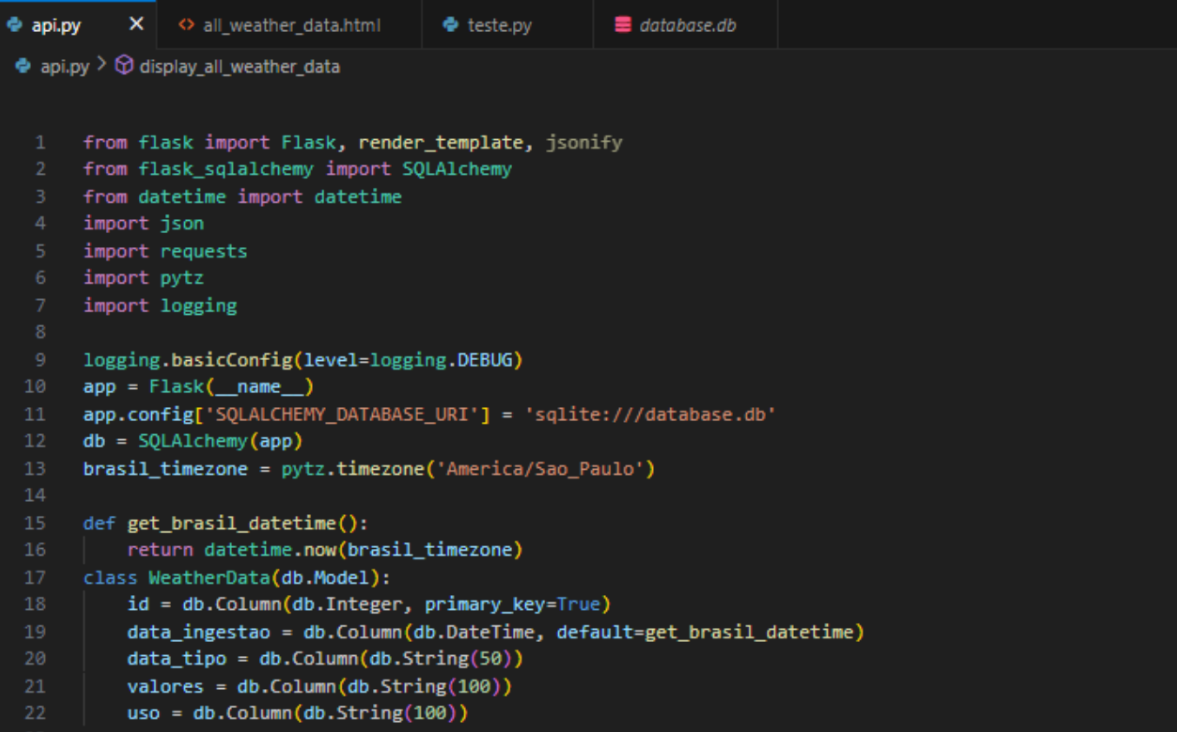 api.py all_weather_data.html teste.py database.db
api.py > display_all_weather_data
1 from flask import Flask, render_template, jsonify
2 from flask_sqlalchemy import SQLAlchemy
3 from datetime import datetime
4 import json
5 import requests
6 import pytz
7 import logging
8
9 logging.basicConfig(level=logging.DEBUG)
10 app = Flask(__name__)
11 app.config['SQLALCHEMY_DATABASE_URI'] = 'sqlite:///database.db'
12 db = SQLAlchemy(app)
13 brasil_timezone = pytz.timezone('America/Sao_Paulo')
14
15 def get_brasil_datetime():
16     return datetime.now(brasil_timezone)
17 class WeatherData(db.Model):
18     id = db.Column(db.Integer, primary_key=True)
19     data_ingestao = db.Column(db.DateTime, default=get_brasil_datetime)
20     data_tipo = db.Column(db.String(50))
21     valores = db.Column(db.String(100))
22     uso = db.Column(db.String(100))